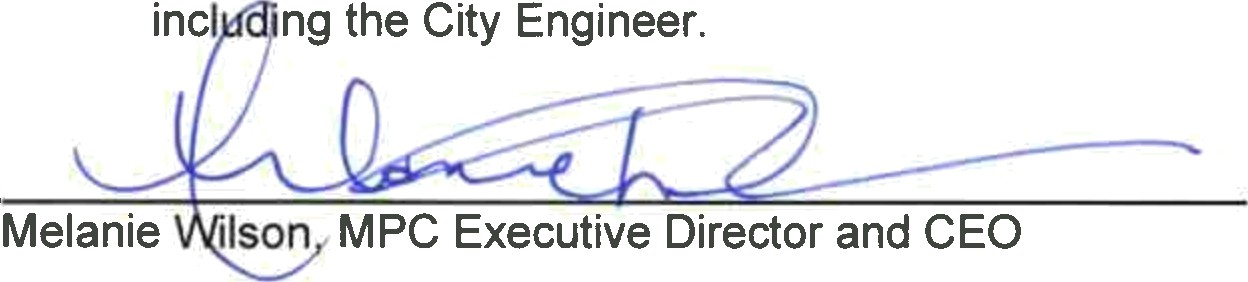 including the City Engineer.
Melanie Wilson, MPC Executive Director and CEO